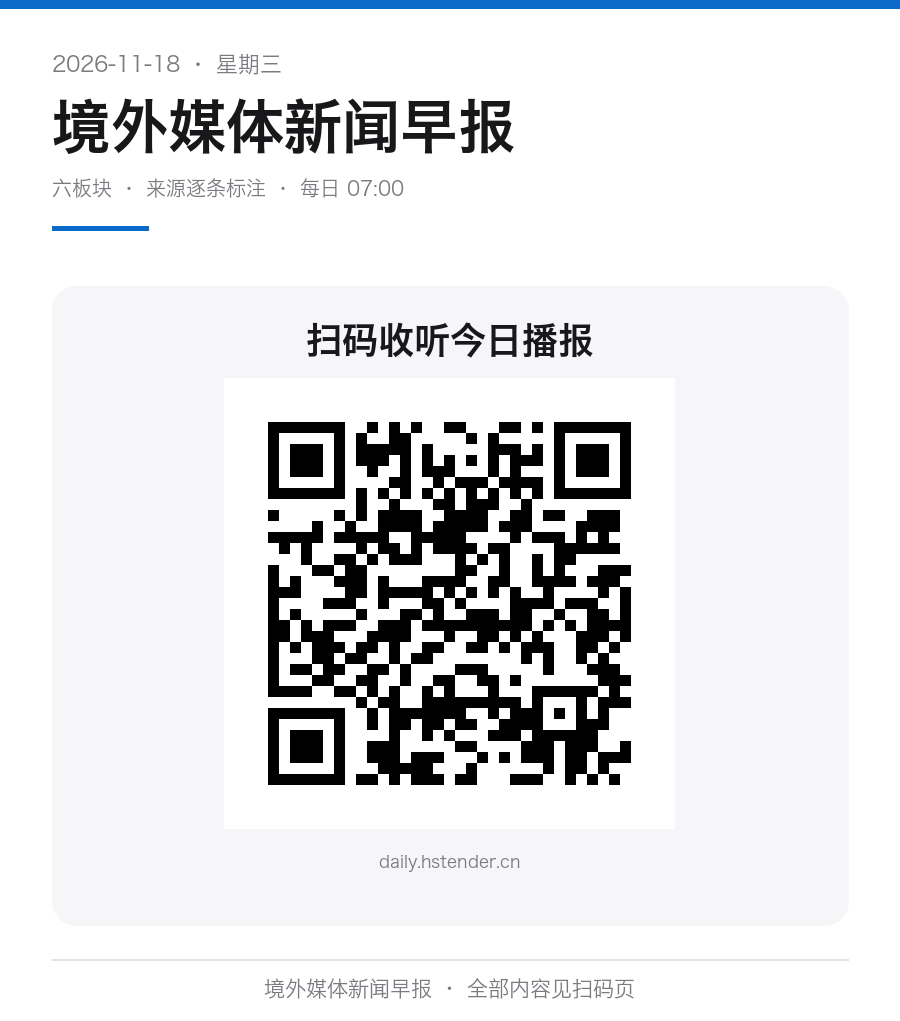 2026-11-18 · 星期三
境外媒体新闻早报
六板块 · 来源逐条标注 · 每日 07:00
扫码收听今日播报
daily.hstender.cn
境外媒体新闻早报 · 全部内容见扫码页